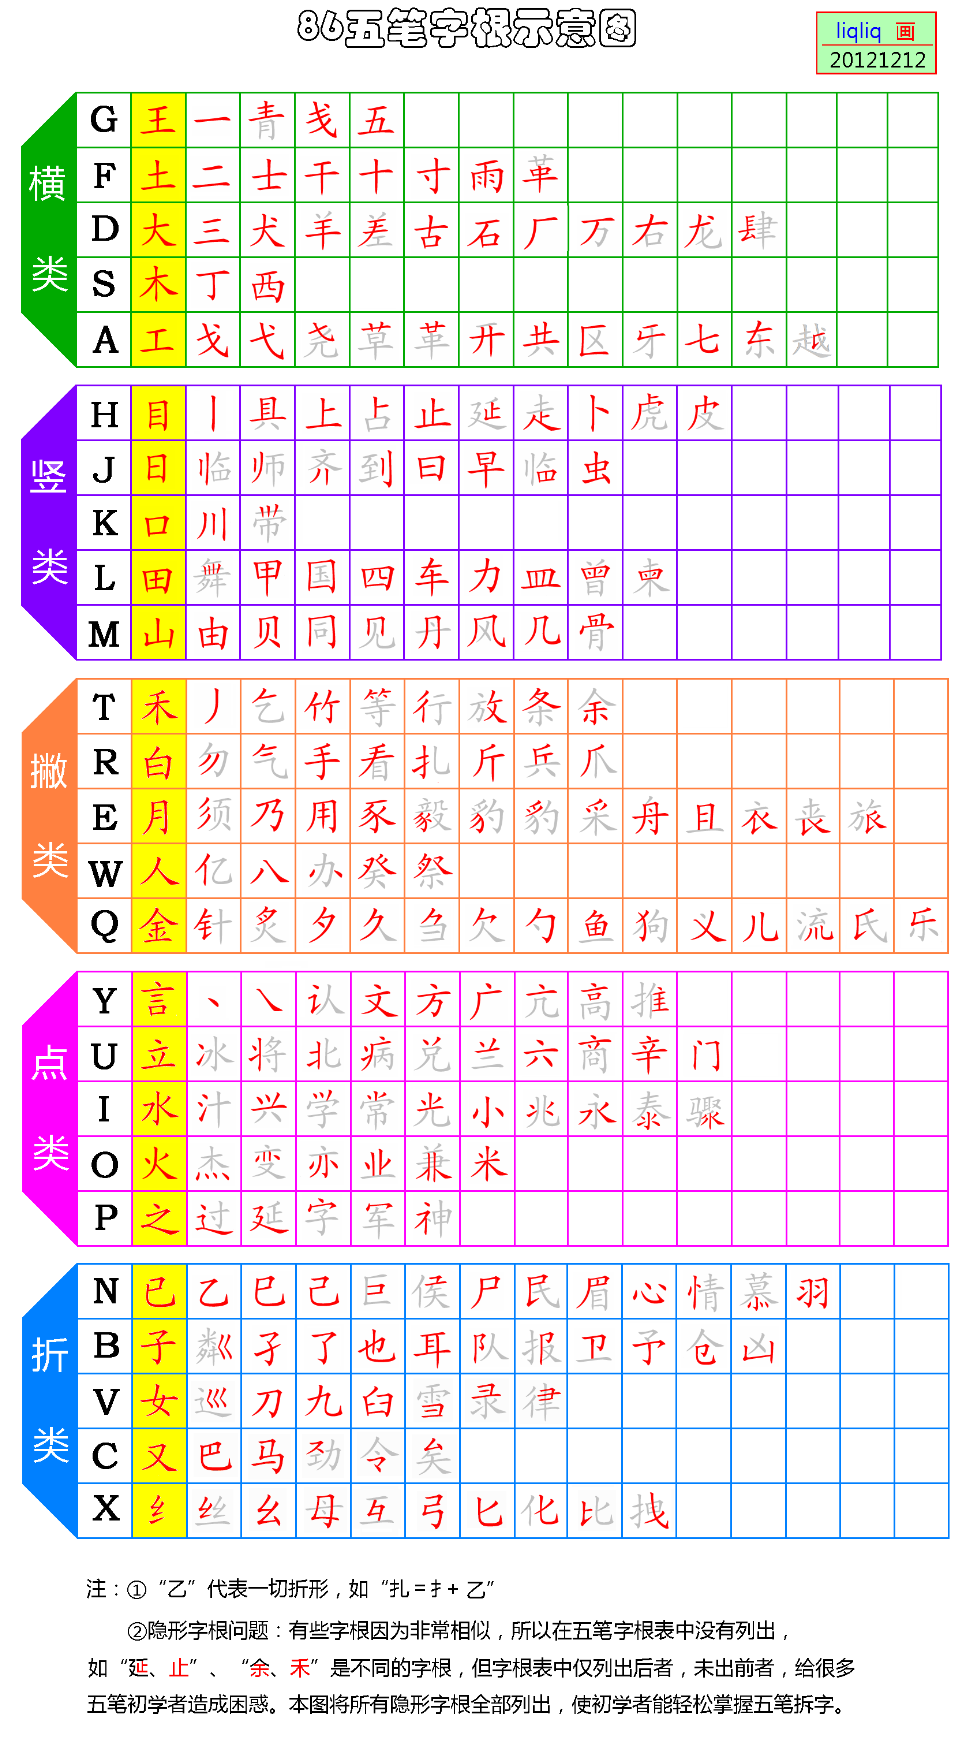 86五笔字根示意图
liqliq 画
20121212
横类
G 王 一 青 戋 五
F 土 二 士 干 十 寸 雨 革
D 大 三 犬 羊 差 古 石 厂 万 右 龙 肆
S 木 丁 西
A 工 戈 弋 尧 草 革 开 共 区 牙 七 东 越
竖类
H 目 丨 具 上 占 止 延 走 卜 虎 皮
J 日 临 师 齐 到 曰 早 临 虫
K 口 川 带
L 田 舞 甲 国 四 车 力 皿 曾 柬
M 山 由 贝 同 见 丹 风 几 骨
撇类
T 禾 丿 乞 竹 等 行 放 条 余
R 白 勿 气 手 看 扎 斤 兵 爪
E 月 须 乃 用 豕 毅 豹 豹 采 舟 且 衣 丧 旅
W 人 亿 八 办 癸 祭
Q 金 针 炙 夕 久 刍 欠 勺 鱼 狗 义 儿 流 氏 乐
点类
Y 言 丶 ㇏ 认 文 方 广 亢 高 推
U 立 冰 将 北 病 兑 兰 六 商 辛 门
I 水 汁 兴 学 常 光 小 兆 永 泰 骤
O 火 杰 变 亦 业 兼 米
P 之 过 延 字 军 神
折类
N 已 乙 巳 己 巨 侯 尸 民 眉 心 情 慕 羽
B 子 粼 孑 了 也 耳 队 报 卫 予 仓 凶
V 女 巡 刀 九 臼 雪 录 律
C 又 巴 马 劲 令 矣
X 纟 丝 幺 母 互 弓 匕 化 比 拽
注：①“乙”代表一切折形，如“扎＝扌+ 乙”
②隐形字根问题：有些字根因为非常相似，所以在五笔字根表中没有列出，
如“延、止”、“余、禾”是不同的字根，但字根表中仅列出后者，未出前者，给很多
五笔初学者造成困惑。本图将所有隐形字根全部列出，使初学者能轻松掌握五笔拆字。